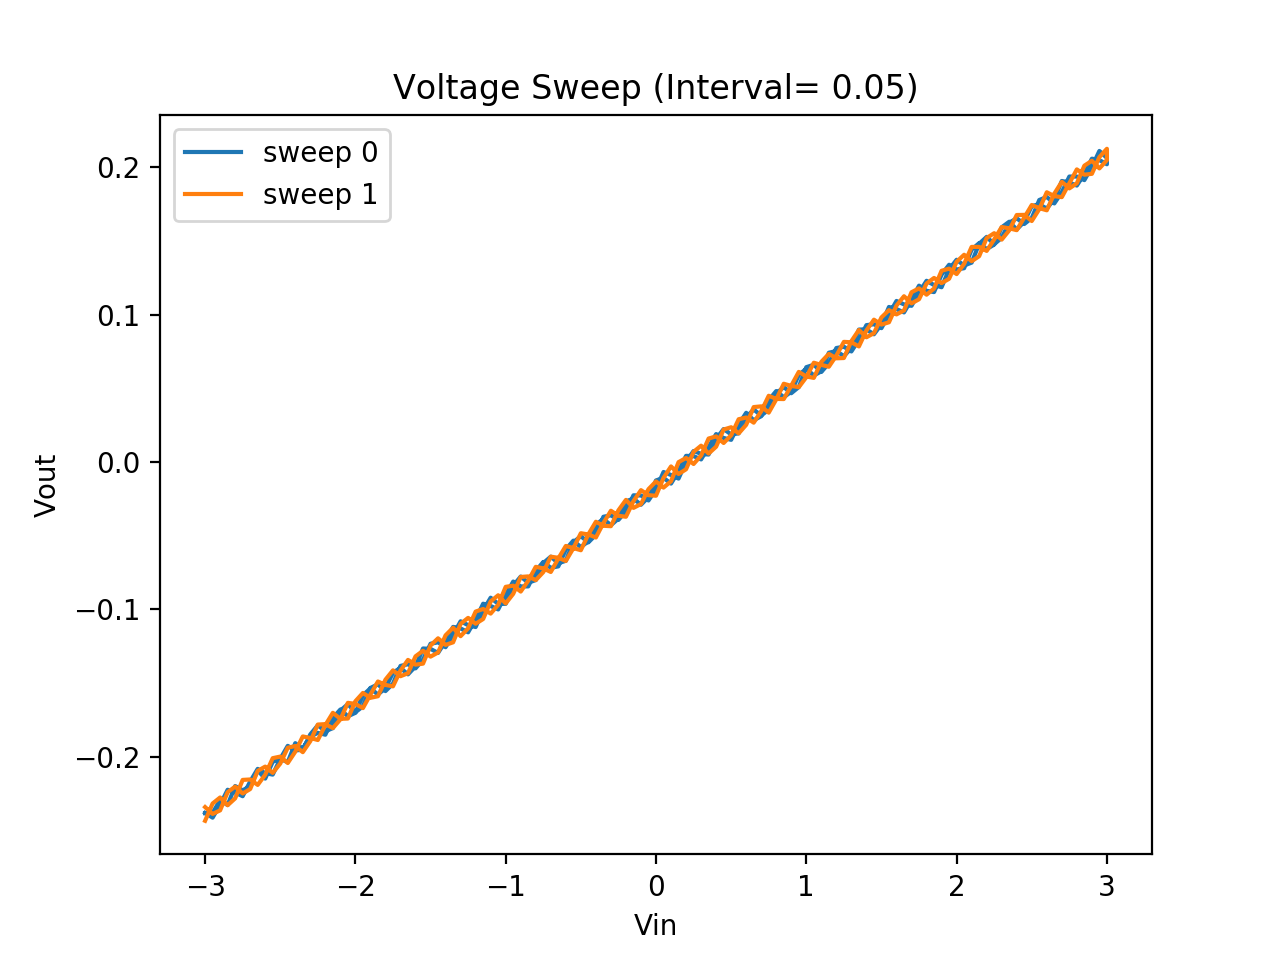 Voltage Sweep (Interval= 0.05)
sweep 0
sweep 1
0.2
0.1
0.0
−0.1
−0.2
Vout
−3 −2 −1 0 1 2 3
Vin